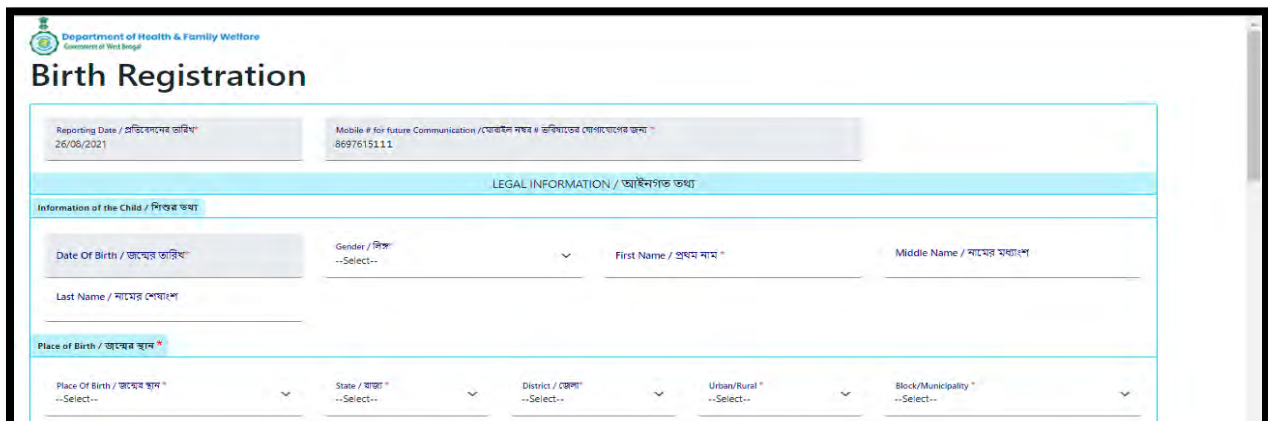 Department of Health & Family Welfare
Government of West Bengal
Birth Registration
Reporting Date / প্রতিবেদনের তারিখ*
26/08/2021
Mobile # for future Communication /মোবাইল নম্বর # ভবিষ্যতের যোগাযোগের জন্য *
8697615111
LEGAL INFORMATION / আইনগত তথ্য
Information of the Child / শিশুর তথ্য
Date Of Birth / জন্মের তারিখ*
Gender / লিঙ্গ*
--Select--
First Name / প্রথম নাম *
Middle Name / নামের মধ্যাংশ
Last Name / নামের শেষাংশ
Place of Birth / জন্মের স্থান *
Place Of Birth / জন্মের স্থান *
--Select--
State / রাজ্য *
--Select--
District / জেলা*
--Select--
Urban/Rural *
--Select--
Block/Municipality *
--Select--